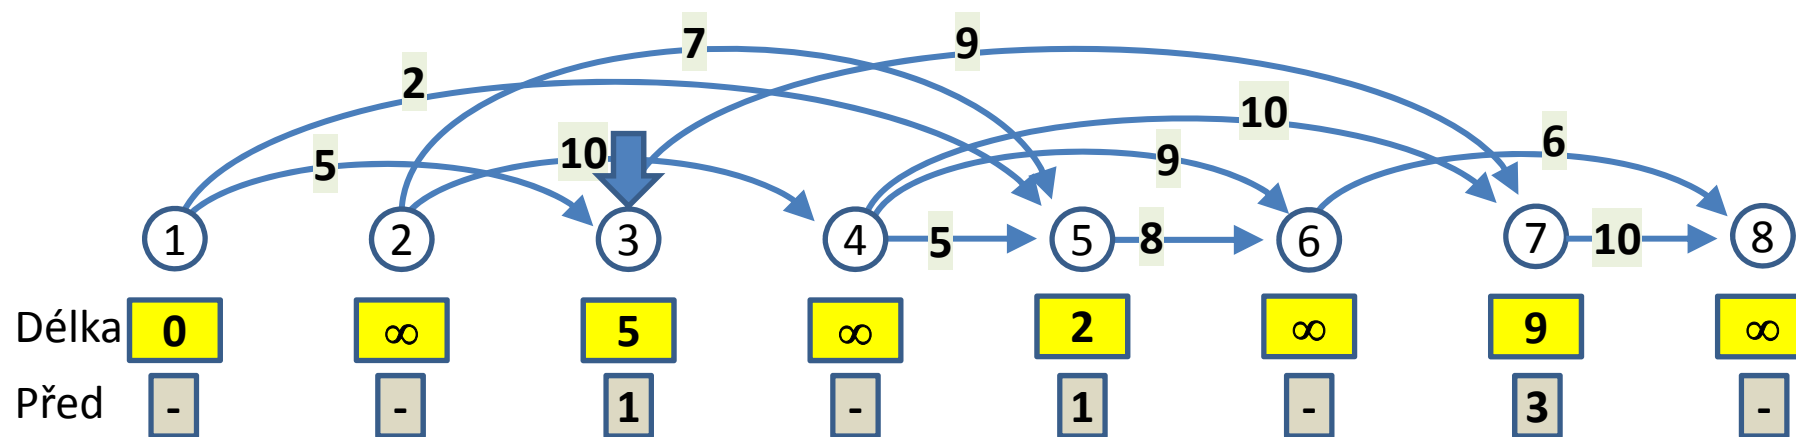 7 9
2 10
5 10 9 6
1 2 3 4 5 5 8 6 7 10 8
Délka 0 ∞ 5 ∞ 2 ∞ 9 ∞
Před - - 1 - 1 - 3 -